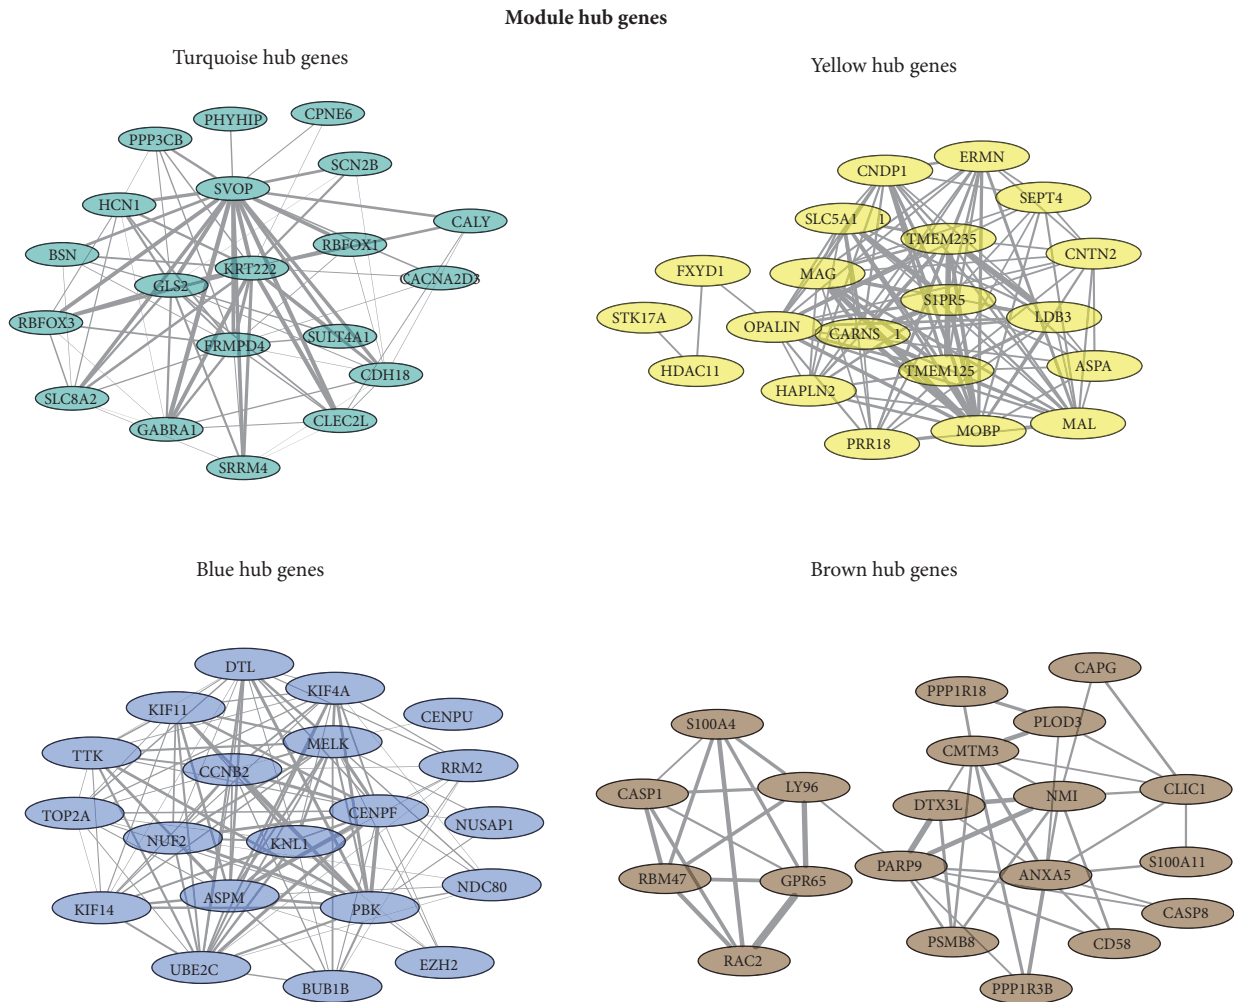 Module hub genes
Turquoise hub genes
PHYHIP
CPNE6
PPP3CB
SCN2B
SVOP
HCN1
CALY
RBFOX1
BSN
KRT222
CACNA2D3
GLS2
RBFOX3
FRMPD4
SULT4A1
CDH18
SLC8A2
CLEC2L
GABRA1
SRRM4
Yellow hub genes
ERMN
CNDP1
SEPT4
SLC5A1 1
TMEM235
CNTN2
FXYD1
MAG
S1PR5
STK17A
OPALIN
CARNS 1
LDB3
HDAC11
TMEM125
ASPA
HAPLN2
PRR18
MOBP
MAL
Blue hub genes
DTL
KIF4A
KIF11
CENPU
MELK
TTK
CCNB2
RRM2
TOP2A
CENPF
NUSAP1
NUF2
KNL1
NDC80
ASPM
KIF14
PBK
UBE2C
EZH2
BUB1B
Brown hub genes
CAPG
PPP1R18
S100A4
PLOD3
CMTM3
CASP1
LY96
DTX3L
NMI
CLIC1
RBM47
GPR65
PARP9
ANXA5
S100A11
CASP8
RAC2
PSMB8
CD58
PPP1R3B